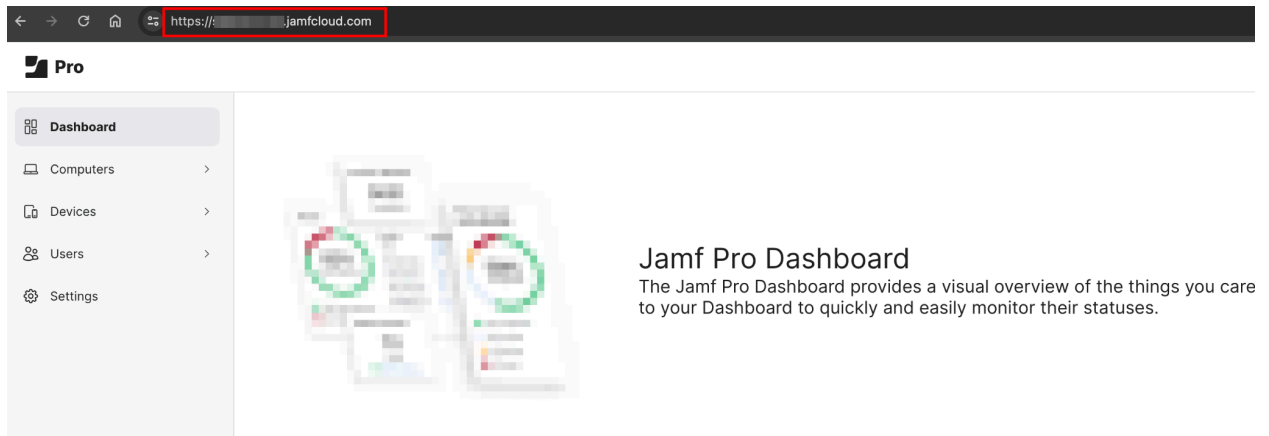 https:// .jamfcloud.com
Pro
Dashboard
Computers
Devices
Users
Settings
Jamf Pro Dashboard
The Jamf Pro Dashboard provides a visual overview of the things you care
to your Dashboard to quickly and easily monitor their statuses.